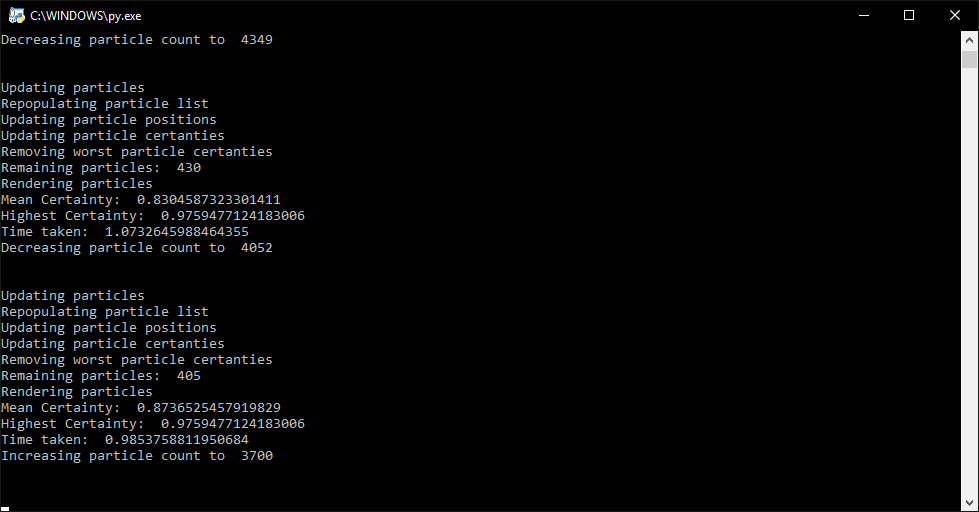 C:\WINDOWS\py.exe
Decreasing particle count to  4349
Updating particles
Repopulating particle list
Updating particle positions
Updating particle certanties
Removing worst particle certanties
Remaining particles:  430
Rendering particles
Mean Certainty:  0.8304587323301411
Highest Certainty:  0.9759477124183006
Time taken:  1.0732645988464355
Decreasing particle count to  4052
Updating particles
Repopulating particle list
Updating particle positions
Updating particle certanties
Removing worst particle certanties
Remaining particles:  405
Rendering particles
Mean Certainty:  0.8736525457919829
Highest Certainty:  0.9759477124183006
Time taken:  0.9853758811950684
Increasing particle count to  3700